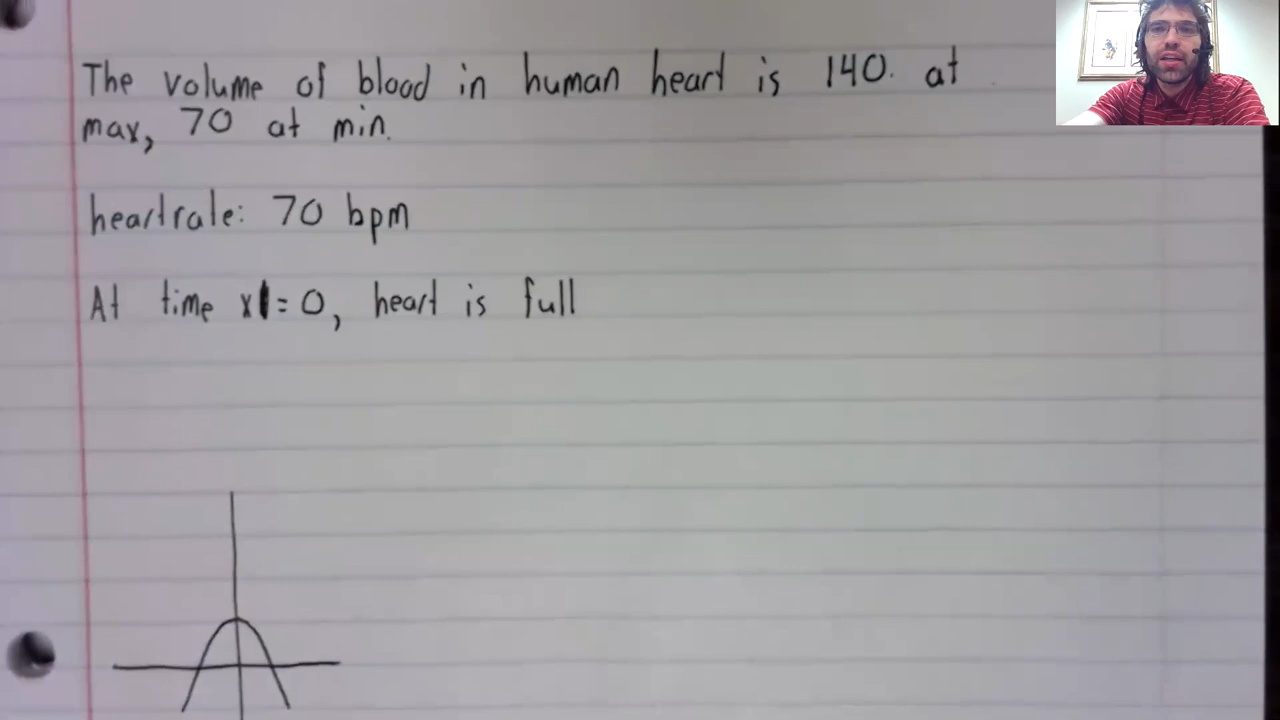 The volume of blood in human heart is 140. at
max, 70 at min.
heartrate: 70 bpm
At time x = 0, heart is full